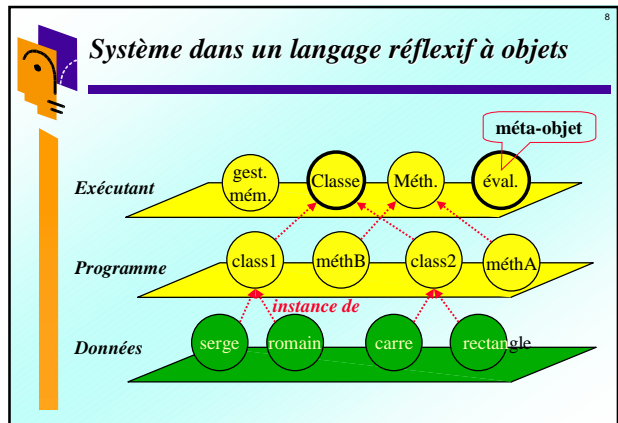 8
Système dans un langage réflexif à objets
méta-objet
Exécutant
gest.
mém.
Classe
Méth.
éval.
Programme
class1
méthB
class2
méthA
instance de
Données
serge
romain
carre
rectangle